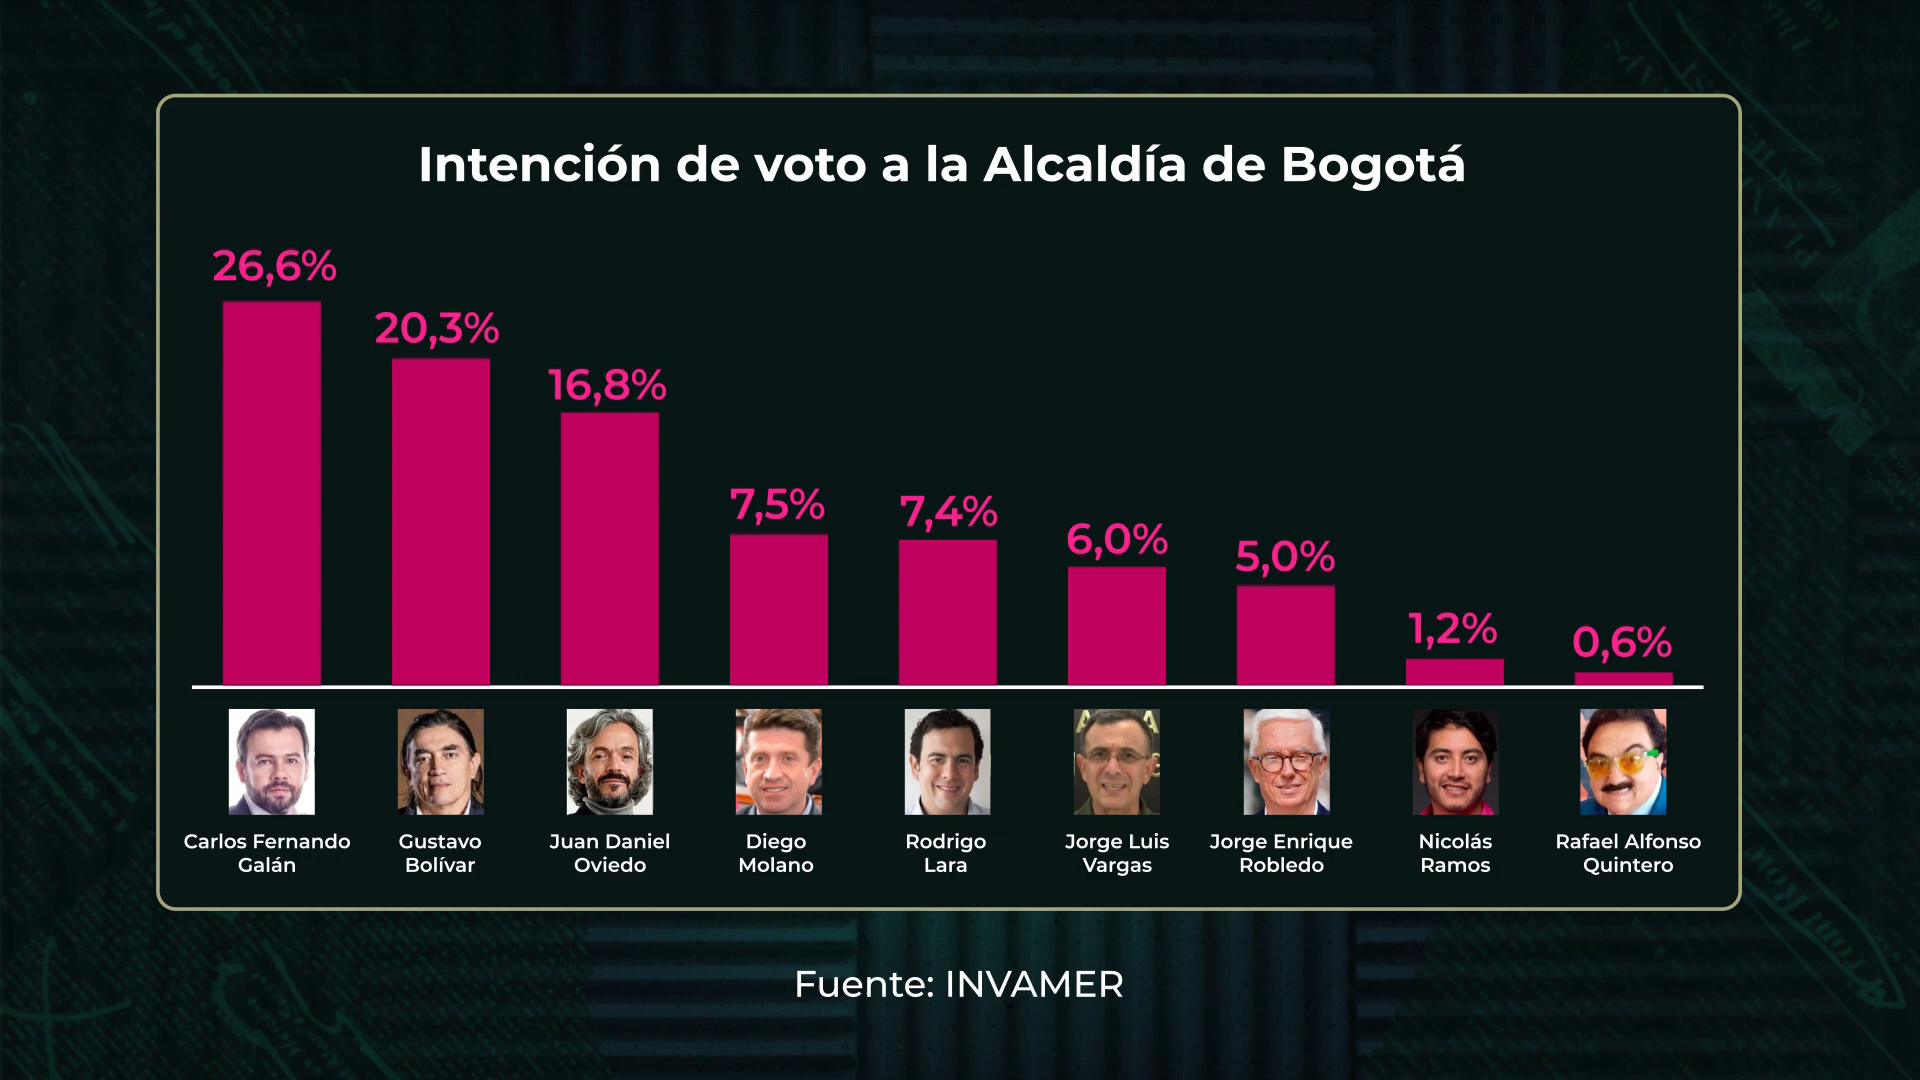 Intención de voto a la Alcaldía de Bogotá
26,6%
20,3%
16,8%
7,5%
7,4%
6,0%
5,0%
1,2%
0,6%
Carlos Fernando
Galán
Gustavo
Bolívar
Juan Daniel
Oviedo
Diego
Molano
Rodrigo
Lara
Jorge Luis
Vargas
Jorge Enrique
Robledo
Nicolás
Ramos
Rafael Alfonso
Quintero
Fuente: INVAMER